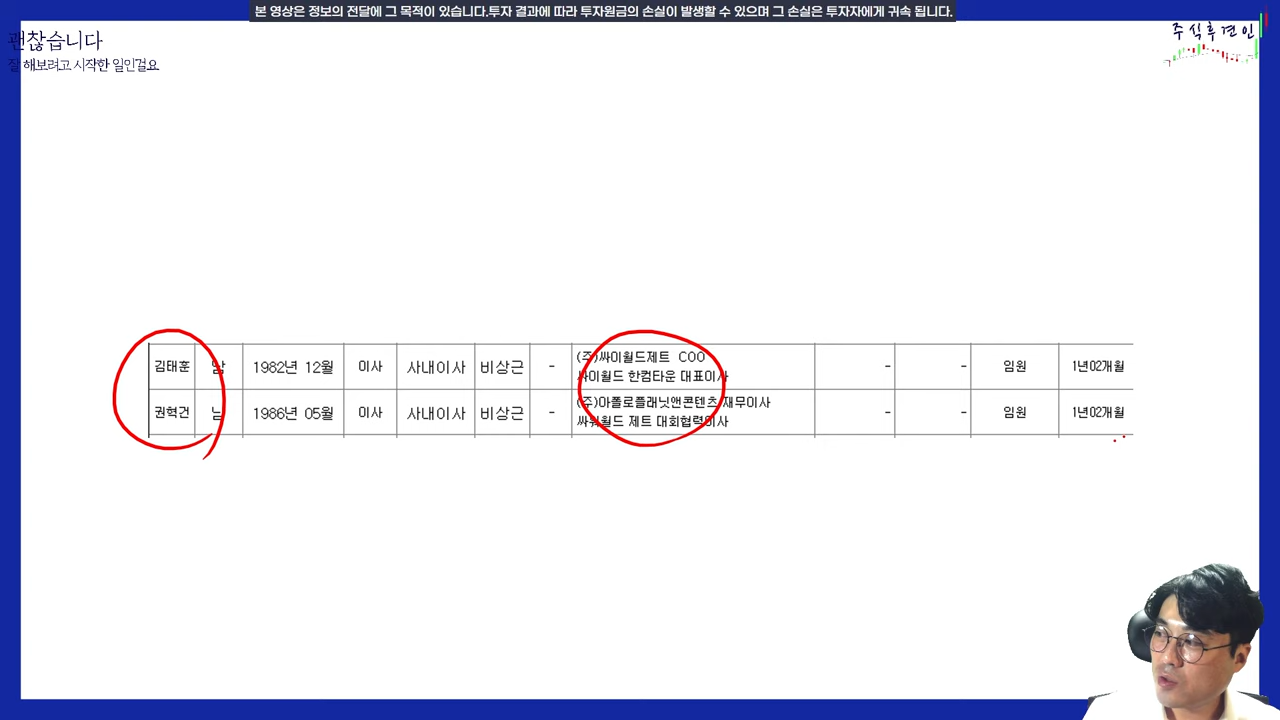 본 영상은 정보의 전달에 그 목적이 있습니다.투자 결과에 따라 투자원금의 손실이 발생할 수 있으며 그 손실은 투자자에게 귀속 됩니다.
괜찮습니다
잘 해보려고 시작한 일인걸요
주식후견인
김태훈 남 1982년 12월 이사 사내이사 비상근 - (주)싸이월드제트 COO - - 임원 1년02개월
싸이월드 한컴타운 대표이사
권혁건 남 1986년 05월 이사 사내이사 비상근 - (주)아폴로플래닛앤콘텐츠 재무이사 - - 임원 1년02개월
싸워월드 제트 대회협력이사